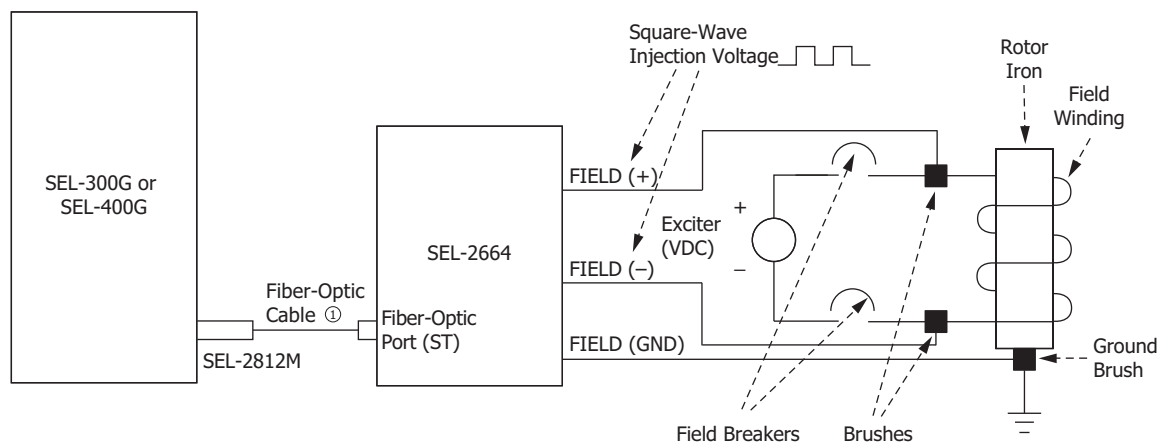 Square-Wave
Injection Voltage
Rotor
Iron
Field
Winding
SEL-300G or
SEL-400G
FIELD (+)
SEL-2664
+
Exciter
(VDC)
–
FIELD (–)
Fiber-Optic
Cable ①
Fiber-Optic
Port (ST)
SEL-2812M
FIELD (GND)
Ground
Brush
Field Breakers
Brushes